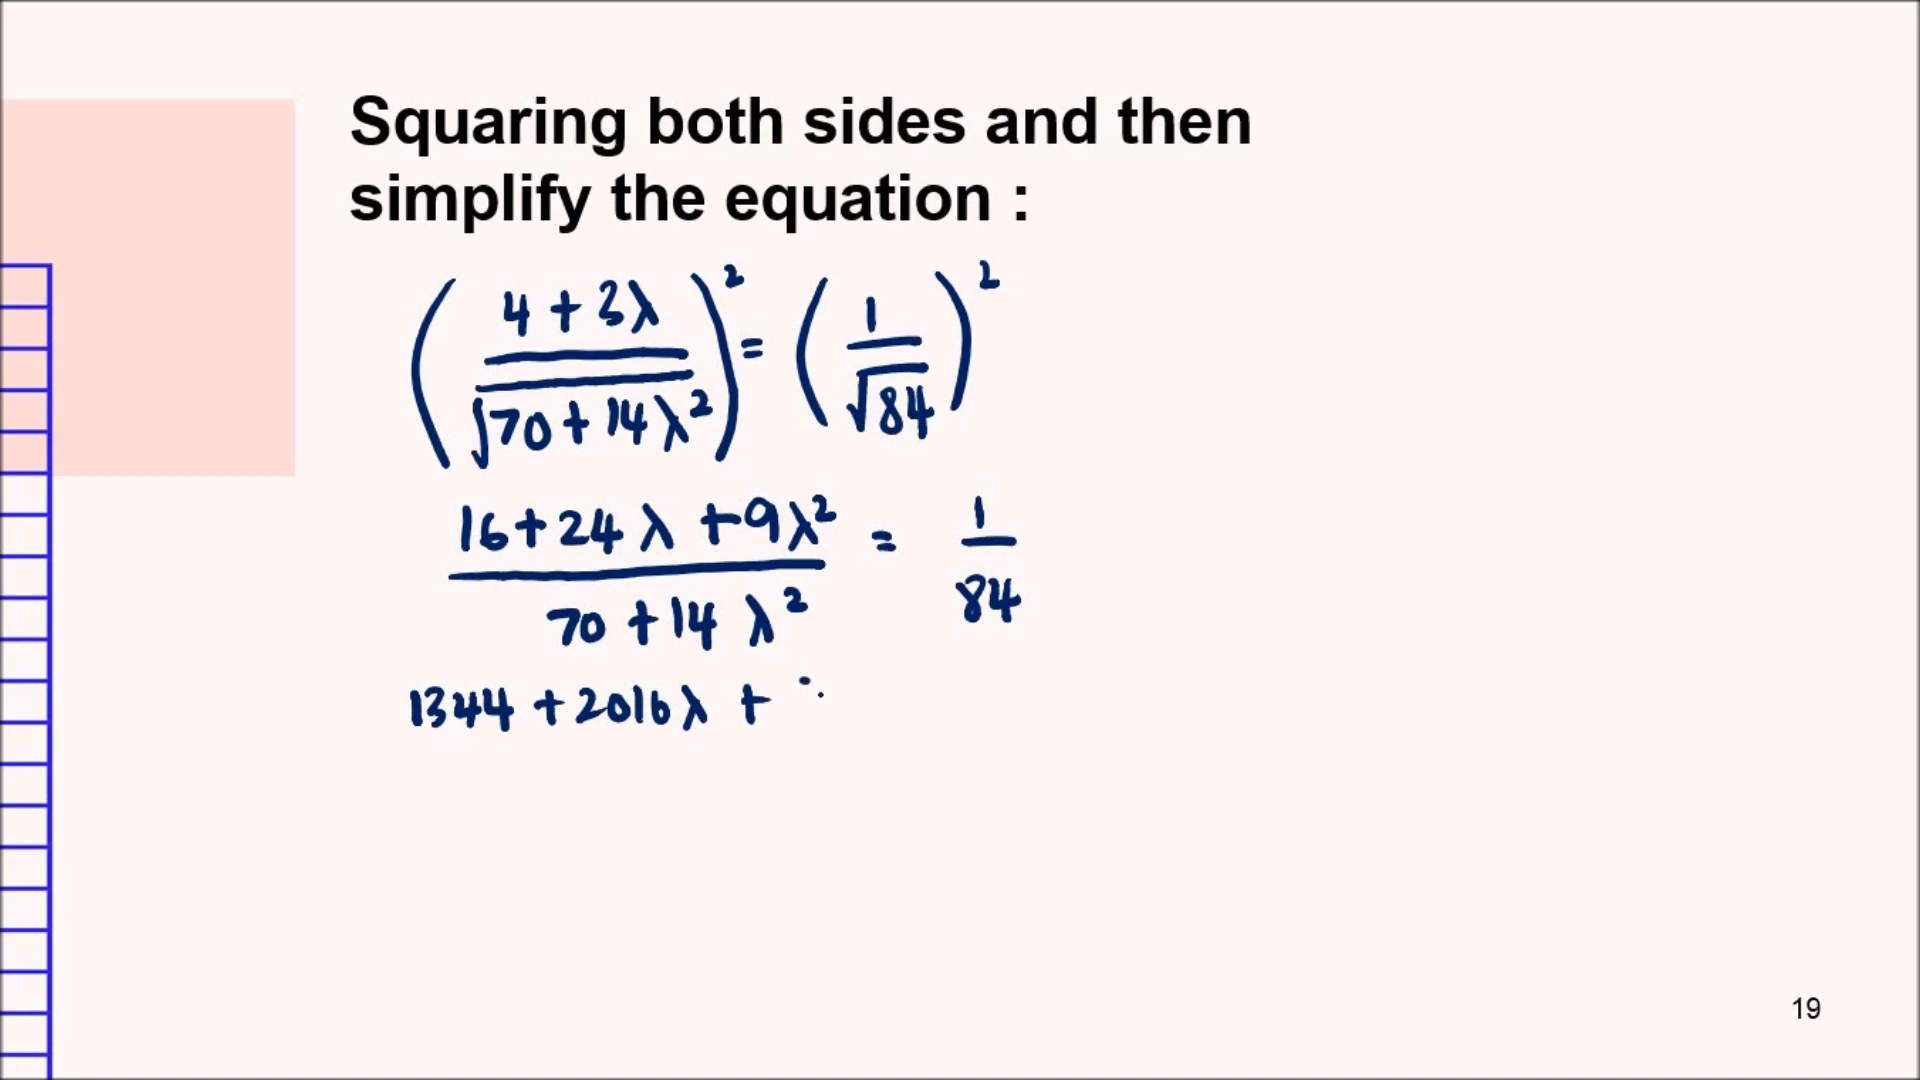 Squaring both sides and then
simplify the equation :
(4 + 3λ / √70 + 14λ²)² = (1 / √84)²
16 + 24λ + 9λ² / 70 + 14λ² = 1 / 84
1344 + 2016λ +
19